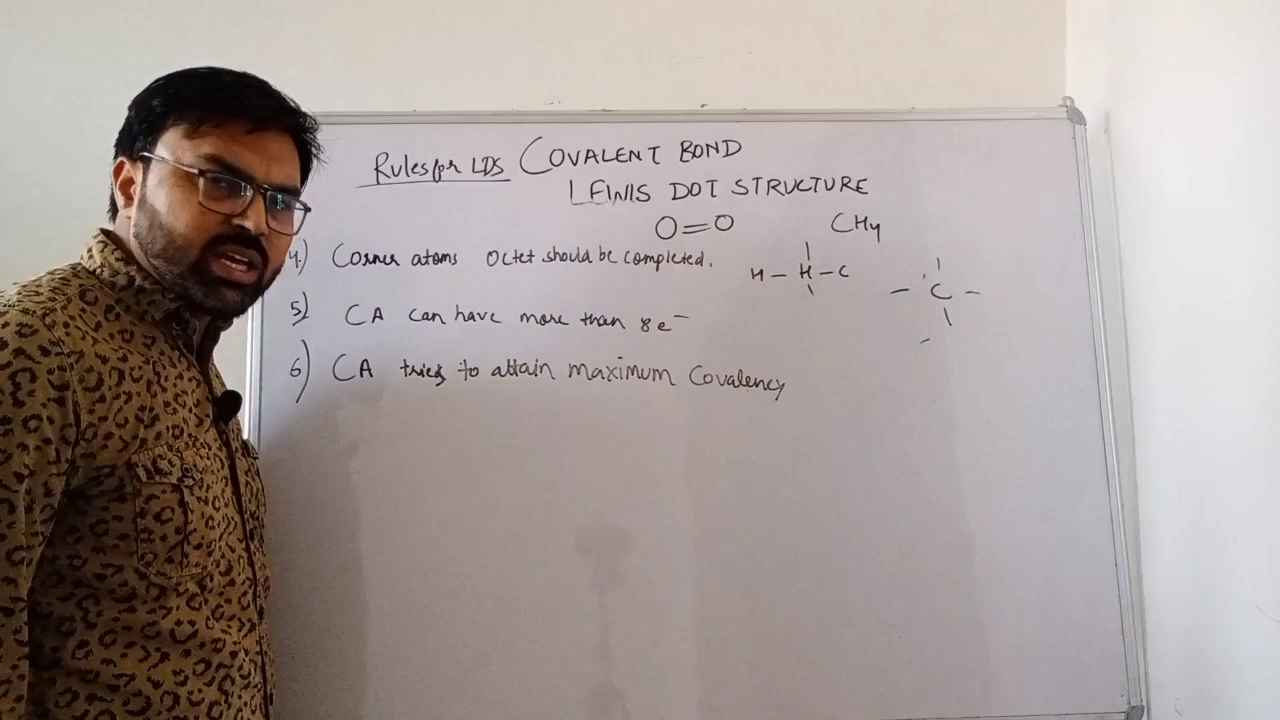 Rules for LDS COVALENT BOND
LEWIS DOT STRUCTURE
O=O CH4
4.) Corner atoms Octet should be completed.
H – H – C
– C –
5) CA can have more than 8 e⁻
6) CA tries to attain maximum Covalency